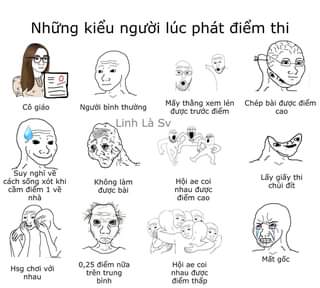 Những kiểu người lúc phát điểm thi
Cô giáo
Người bình thường
Mấy thằng xem lén
được trước điểm
Chép bài được điểm
cao
Linh Là Sv
Suy nghĩ về
cách sống xót khi
cầm điểm 1 về
nhà
Không làm
được bài
Hội ae coi
nhau được
điểm cao
Lấy giấy thi
chùi đít
Hsg chơi với
nhau
0,25 điểm nữa
trên trung
bình
Hội ae coi
nhau được
điểm thấp
Mất gốc